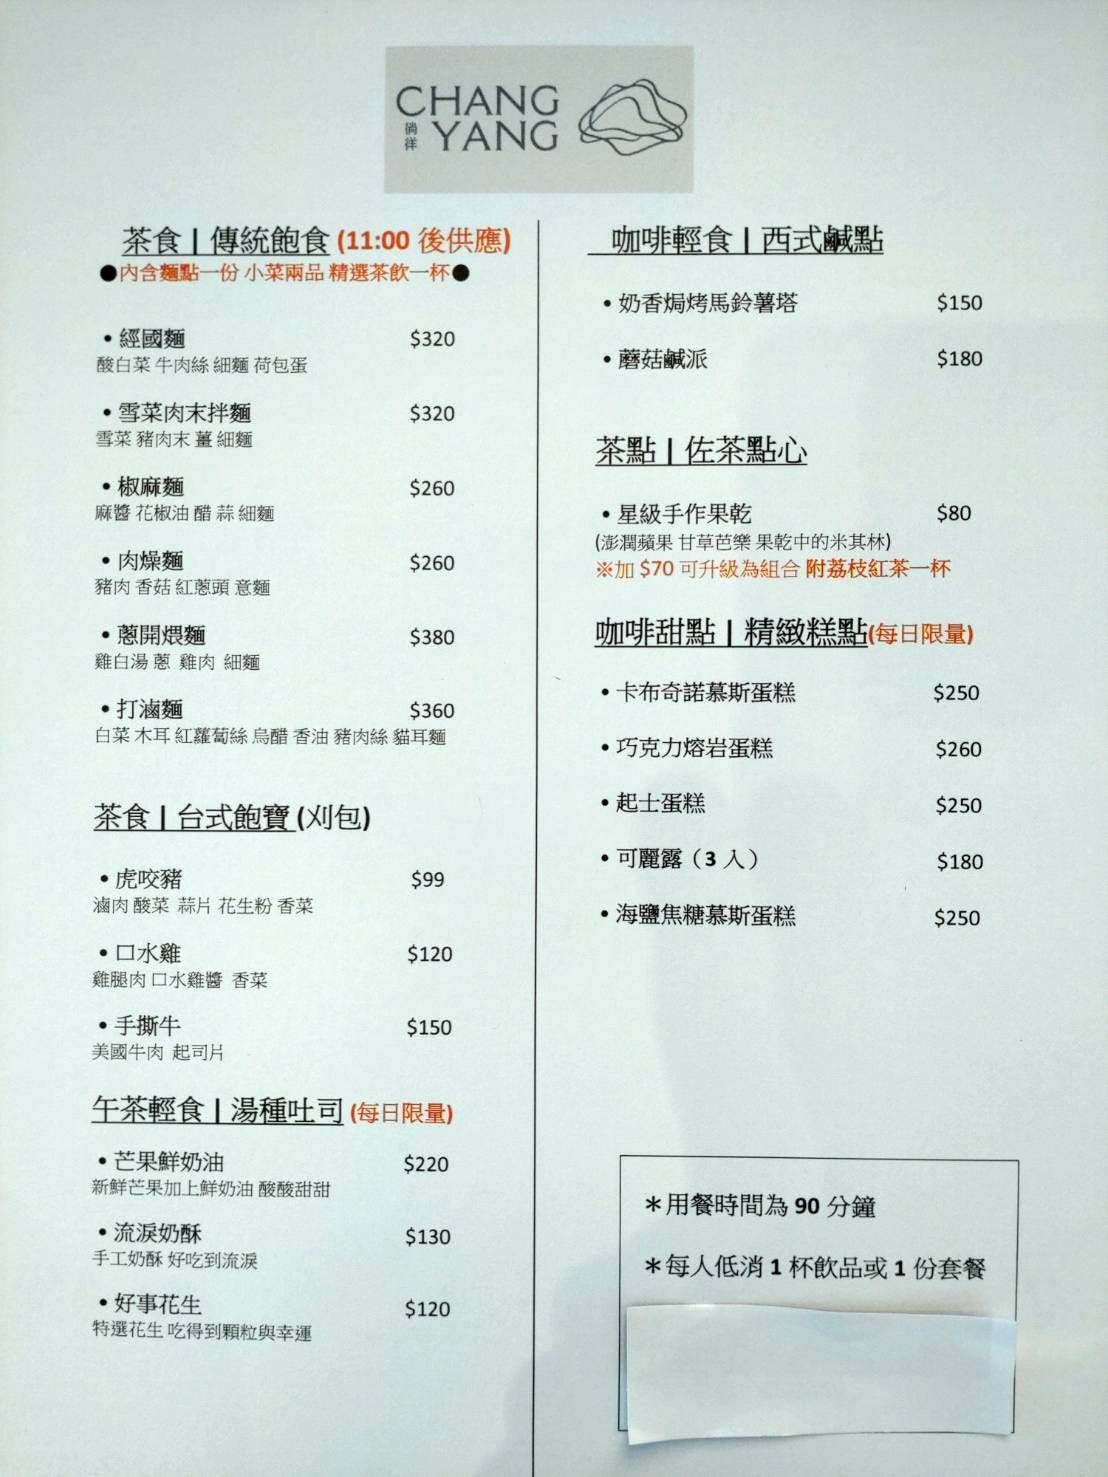 CHANG
徜徉 YANG
茶食 | 傳統飽食 (11:00 後供應)
●內含麵點一份 小菜兩品 精選茶飲一杯●
•經國麵 $320
酸白菜 牛肉絲 細麵 荷包蛋
•雪菜肉末拌麵 $320
雪菜 豬肉末 薑 細麵
•椒麻麵 $260
麻醬 花椒油 醋 蒜 細麵
•肉燥麵 $260
豬肉 香菇 紅蔥頭 意麵
•蔥開煨麵 $380
雞白湯 蔥 雞肉 細麵
•打滷麵 $360
白菜 木耳 紅蘿蔔絲 烏醋 香油 豬肉絲 貓耳麵
茶食 | 台式飽寶 (刈包)
•虎咬豬 $99
滷肉 酸菜 蒜片 花生粉 香菜
•口水雞 $120
雞腿肉 口水雞醬 香菜
•手撕牛 $150
美國牛肉 起司片
午茶輕食 | 湯種吐司 (每日限量)
•芒果鮮奶油 $220
新鮮芒果加上鮮奶油 酸酸甜甜
•流淚奶酥 $130
手工奶酥 好吃到流淚
•好事花生 $120
特選花生 吃得到顆粒與幸運
咖啡輕食 | 西式鹹點
•奶香焗烤馬鈴薯塔 $150
•蘑菇鹹派 $180
茶點 | 佐茶點心
•星級手作果乾 $80
(澎潤蘋果 甘草芭樂 果乾中的米其林)
※加 $70 可升級為組合 附荔枝紅茶一杯
咖啡甜點 | 精緻糕點(每日限量)
•卡布奇諾慕斯蛋糕 $250
•巧克力熔岩蛋糕 $260
•起士蛋糕 $250
•可麗露（3 入） $180
•海鹽焦糖慕斯蛋糕 $250
＊用餐時間為 90 分鐘
＊每人低消 1 杯飲品或 1 份套餐